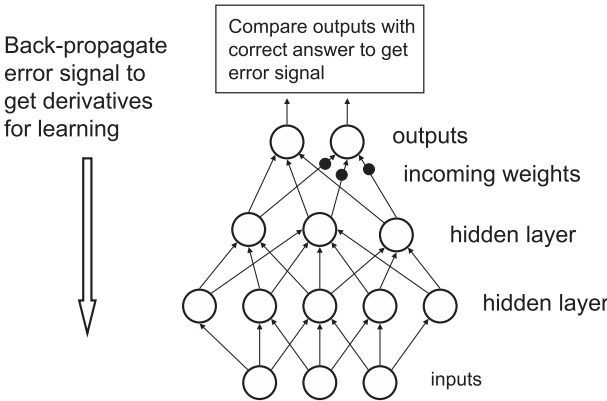 Compare outputs with
correct answer to get
error signal
Back-propagate
error signal to
get derivatives
for learning
outputs
incoming weights
hidden layer
hidden layer
inputs